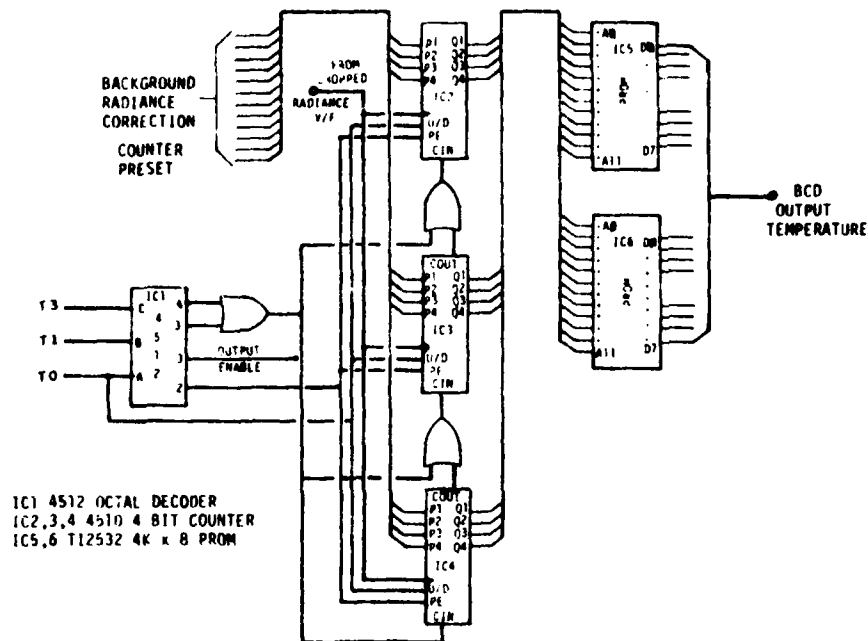 BACKGROUND
RADIANCE
CORRECTION
COUNTER
PRESET
FROM
CHOPPED
RADIANCE
V/F
P1 Q1
P2 Q2
P3 Q3
P4 Q4
IC2
U/D
PE
CIN
A0
IC5 D0
A11 D7
BCD
OUTPUT
TEMPERATURE
A0
IC6 D0
A11 D7
COUT
P1 Q1
P2 Q2
P3 Q3
P4 Q4
IC3
U/D
PE
CIN
T3
T1
T0
IC1
C 4
4 3
B 5
1 3
A 2
2
OUTPUT
ENABLE
COUT
P1 Q1
P2 Q2
P3 Q3
P4 Q4
IC4
U/D
PE
CIN
IC1 4512 OCTAL DECODER
IC2,3,4 4510 4 BIT COUNTER
IC5,6 TI2532 4K x 8 PROM